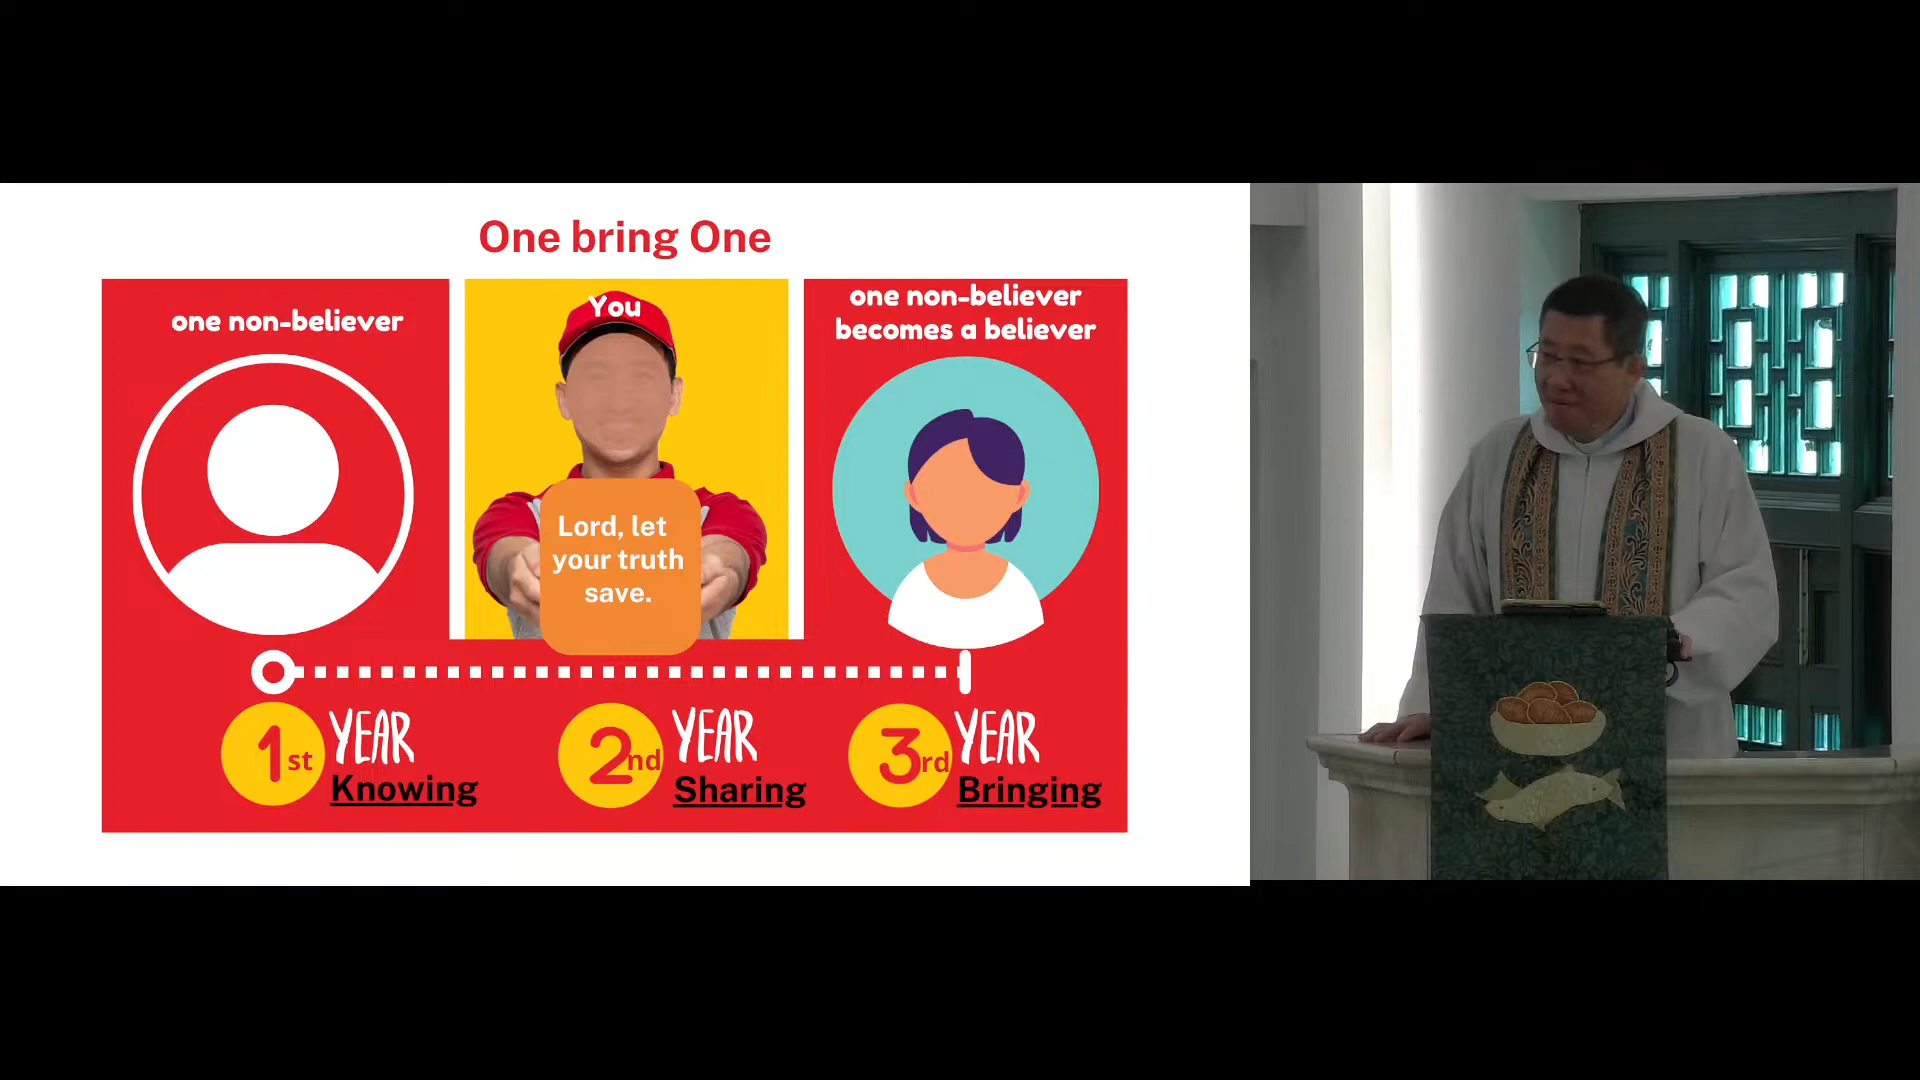 One bring One
one non-believer
You
one non-believer
becomes a believer
Lord, let
your truth
save.
1st YEAR
Knowing
2nd YEAR
Sharing
3rd YEAR
Bringing